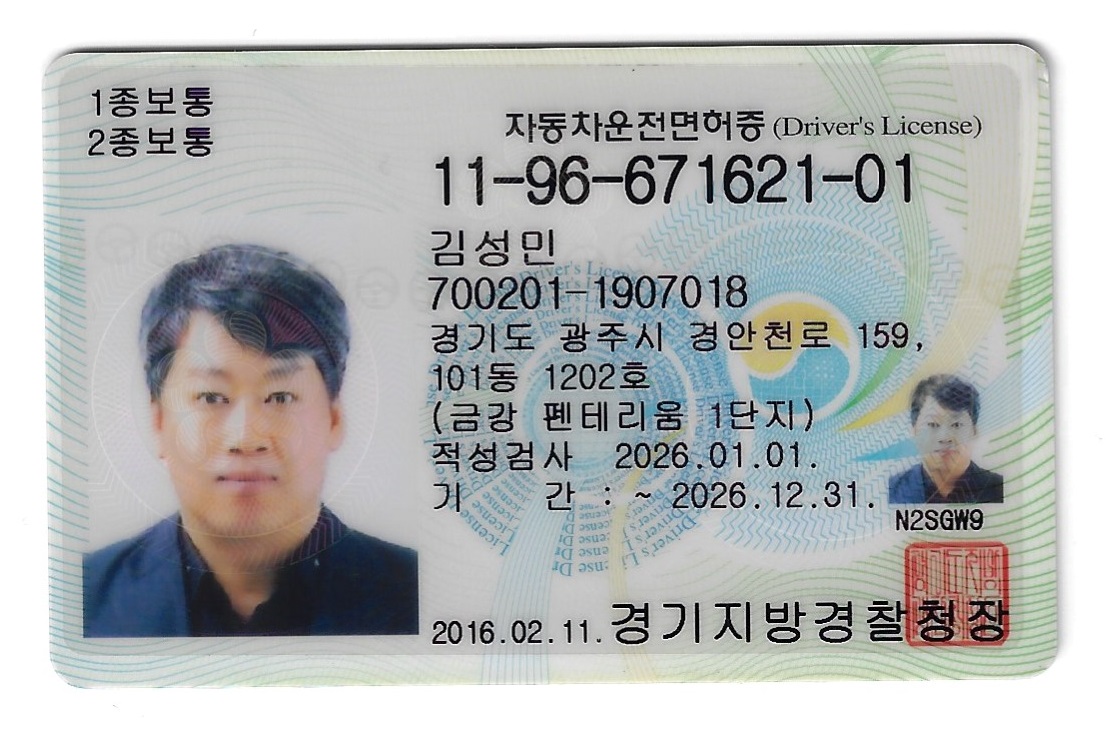 1종보통
2종보통
자동차운전면허증 (Driver's License)
11-96-671621-01
김성민
700201-1907018
경기도 광주시 경안천로 159,
101동 1202호
(금강 펜테리움 1단지)
적성검사 2026.01.01.
기 간 : ~ 2026.12.31.
N2SGW9
2016.02.11. 경기지방경찰청장